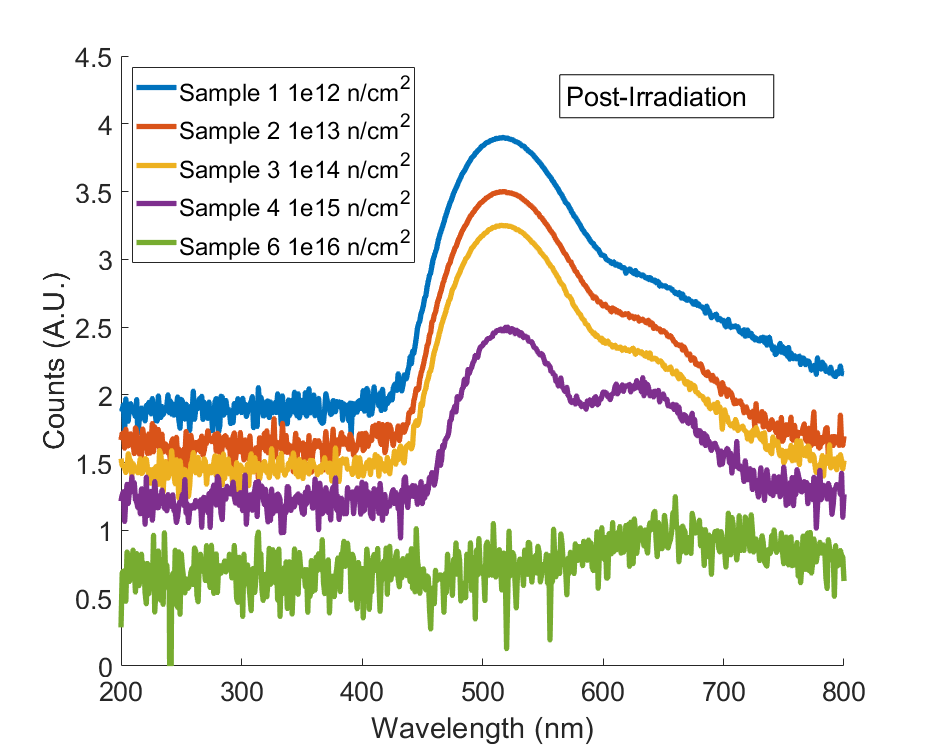 4.5
4
3.5
3
2.5
2
1.5
1
0.5
0
200 300 400 500 600 700 800
Counts (A.U.)
Wavelength (nm)
Sample 1 1e12 n/cm²
Sample 2 1e13 n/cm²
Sample 3 1e14 n/cm²
Sample 4 1e15 n/cm²
Sample 6 1e16 n/cm²
Post-Irradiation